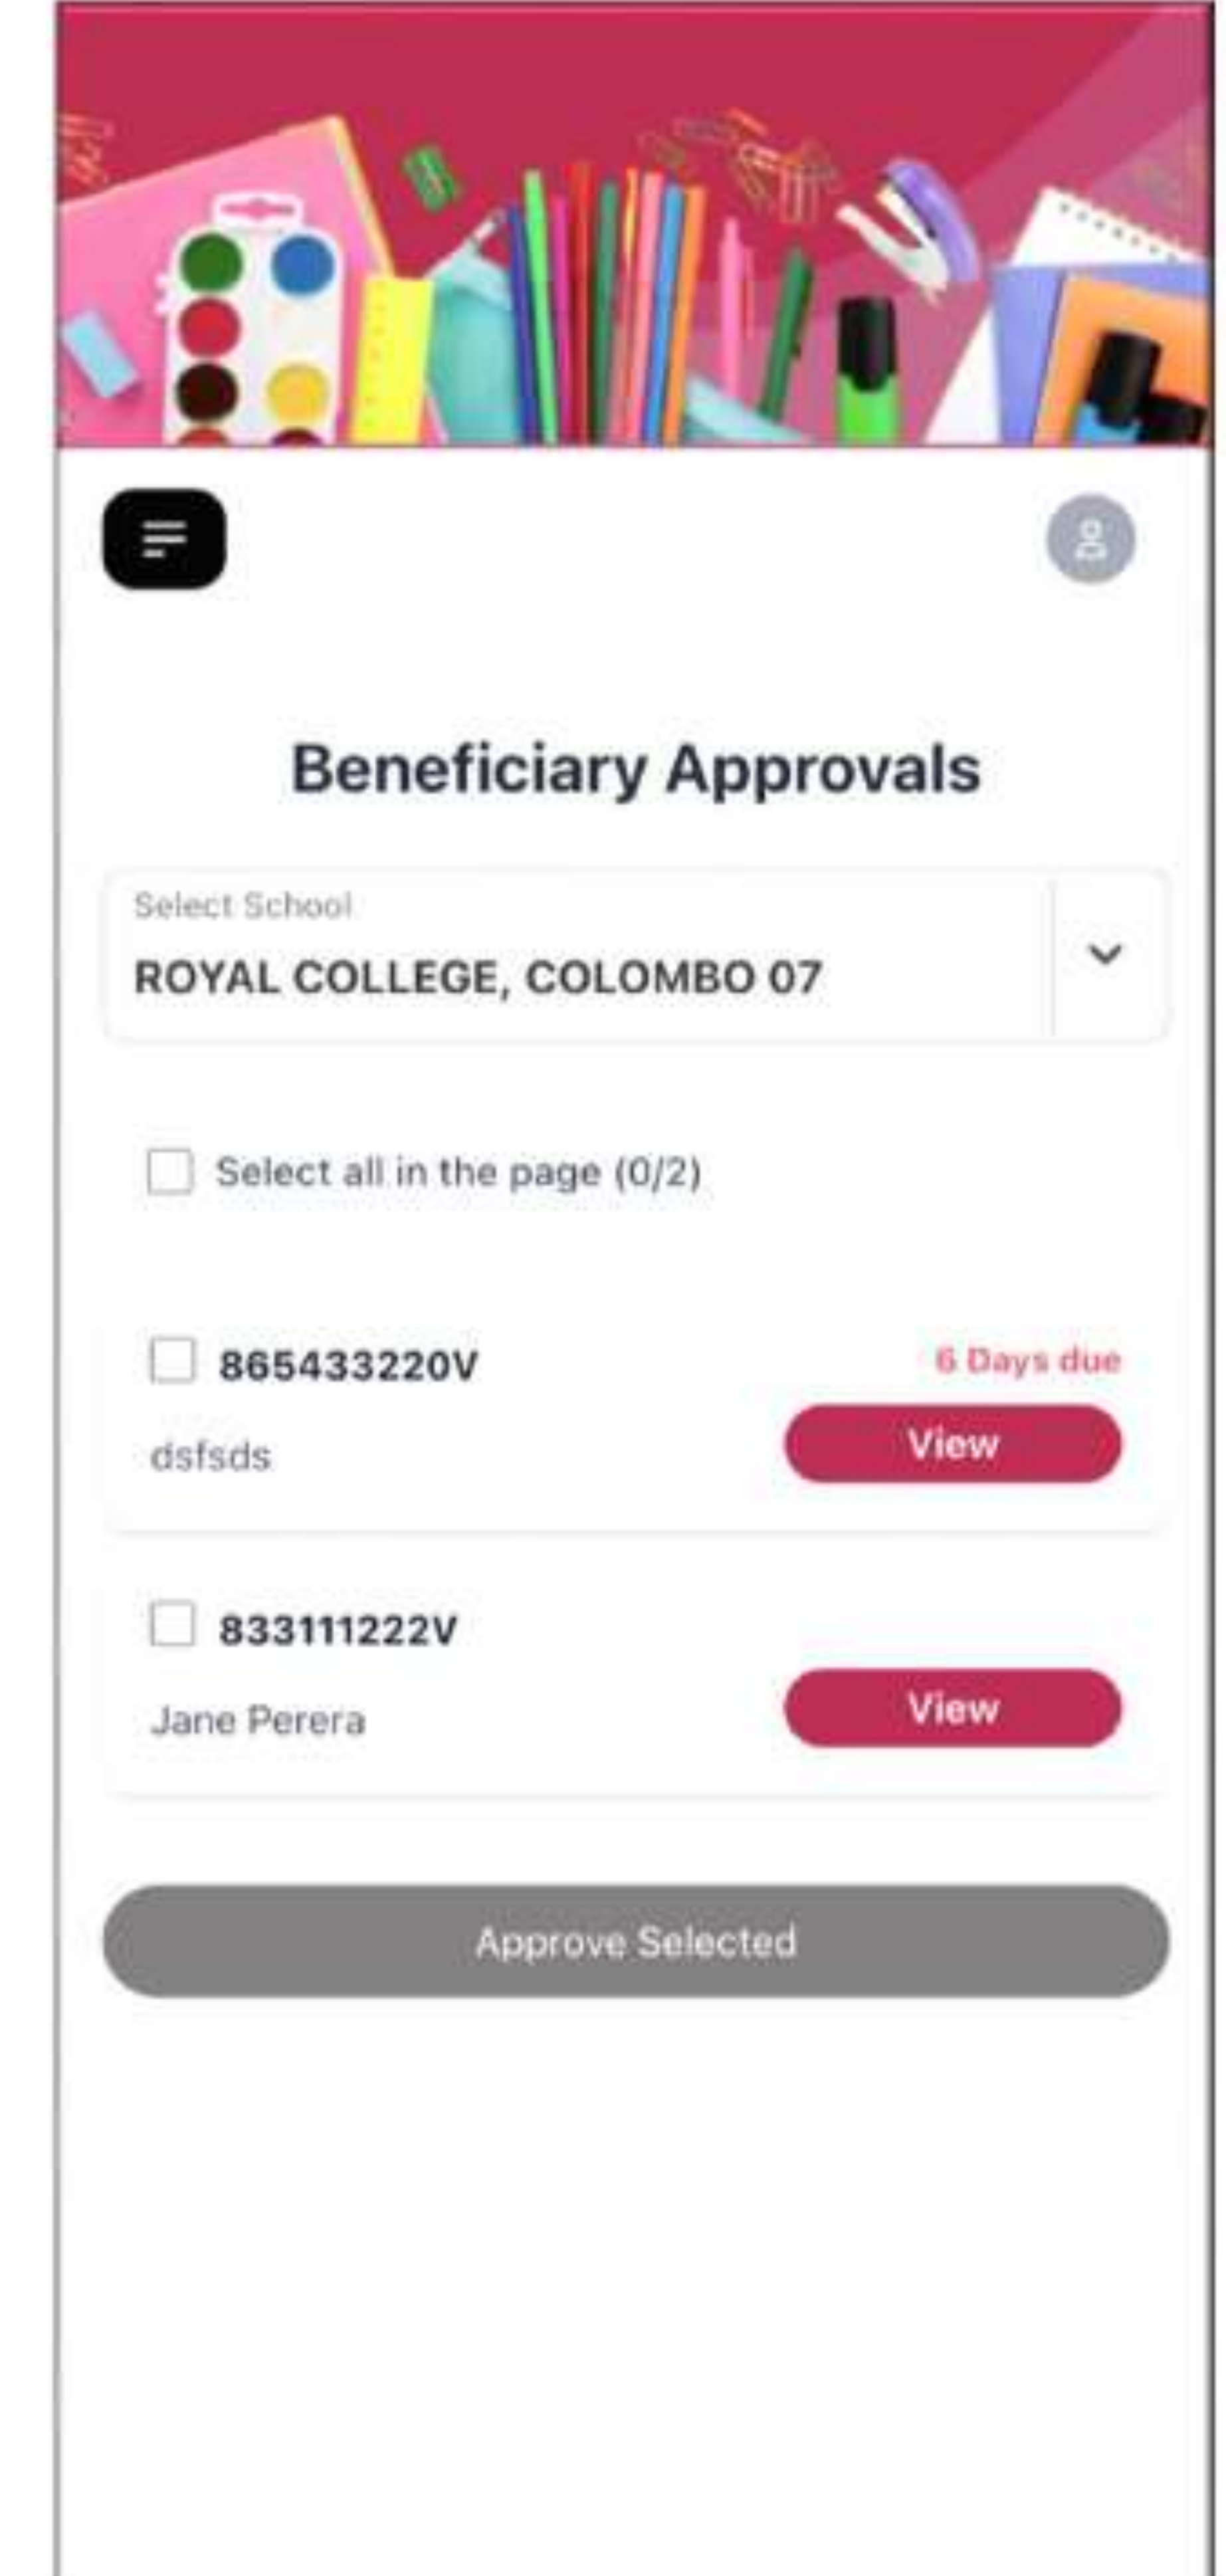 Beneficiary Approvals
Select School
ROYAL COLLEGE, COLOMBO 07
Select all in the page (0/2)
865433220V
6 Days due
dsfsds
View
833111222V
Jane Perera
View
Approve Selected